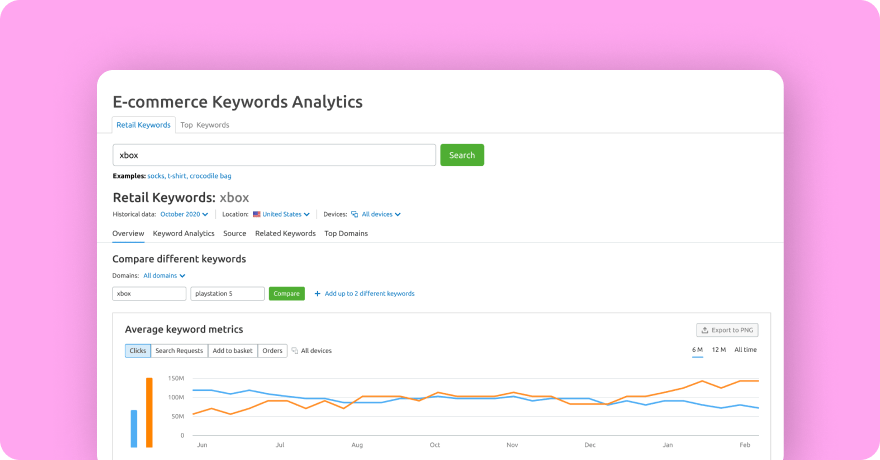 E-commerce Keywords Analytics
Retail Keywords Top Keywords
xbox Search
Examples: socks, t-shirt, crocodile bag
Retail Keywords: xbox
Historical data: October 2020 Location: United States Devices: All devices
Overview Keyword Analytics Source Related Keywords Top Domains
Compare different keywords
Domains: All domains
xbox playstation 5 Compare + Add up to 2 different keywords
Average keyword metrics Export to PNG
Clicks Search Requests Add to basket Orders All devices 6 M 12 M All time
150M
100M
50M
0
Jun Jul Aug Oct Nov Dec Jan Feb